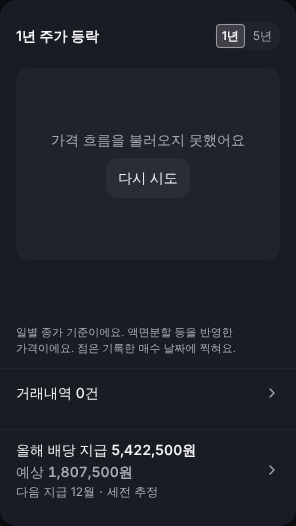 1년 주가 등락
1년 5년
가격 흐름을 불러오지 못했어요
다시 시도
일별 종가 기준이에요. 액면분할 등을 반영한
가격이에요. 점은 기록한 매수 날짜에 찍혀요.
거래내역 0건
올해 배당 지급 5,422,500원
예상 1,807,500원
다음 지급 12월 · 세전 추정